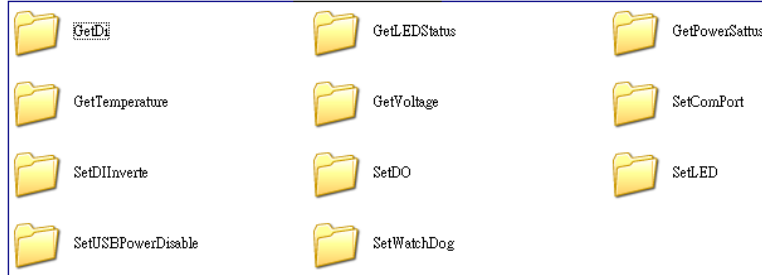 GetDi
GetLEDStatus
GetPowerSattus
GetTemperature
GetVoltage
SetComPort
SetDIInverte
SetDO
SetLED
SetUSBPowerDisable
SetWatchDog